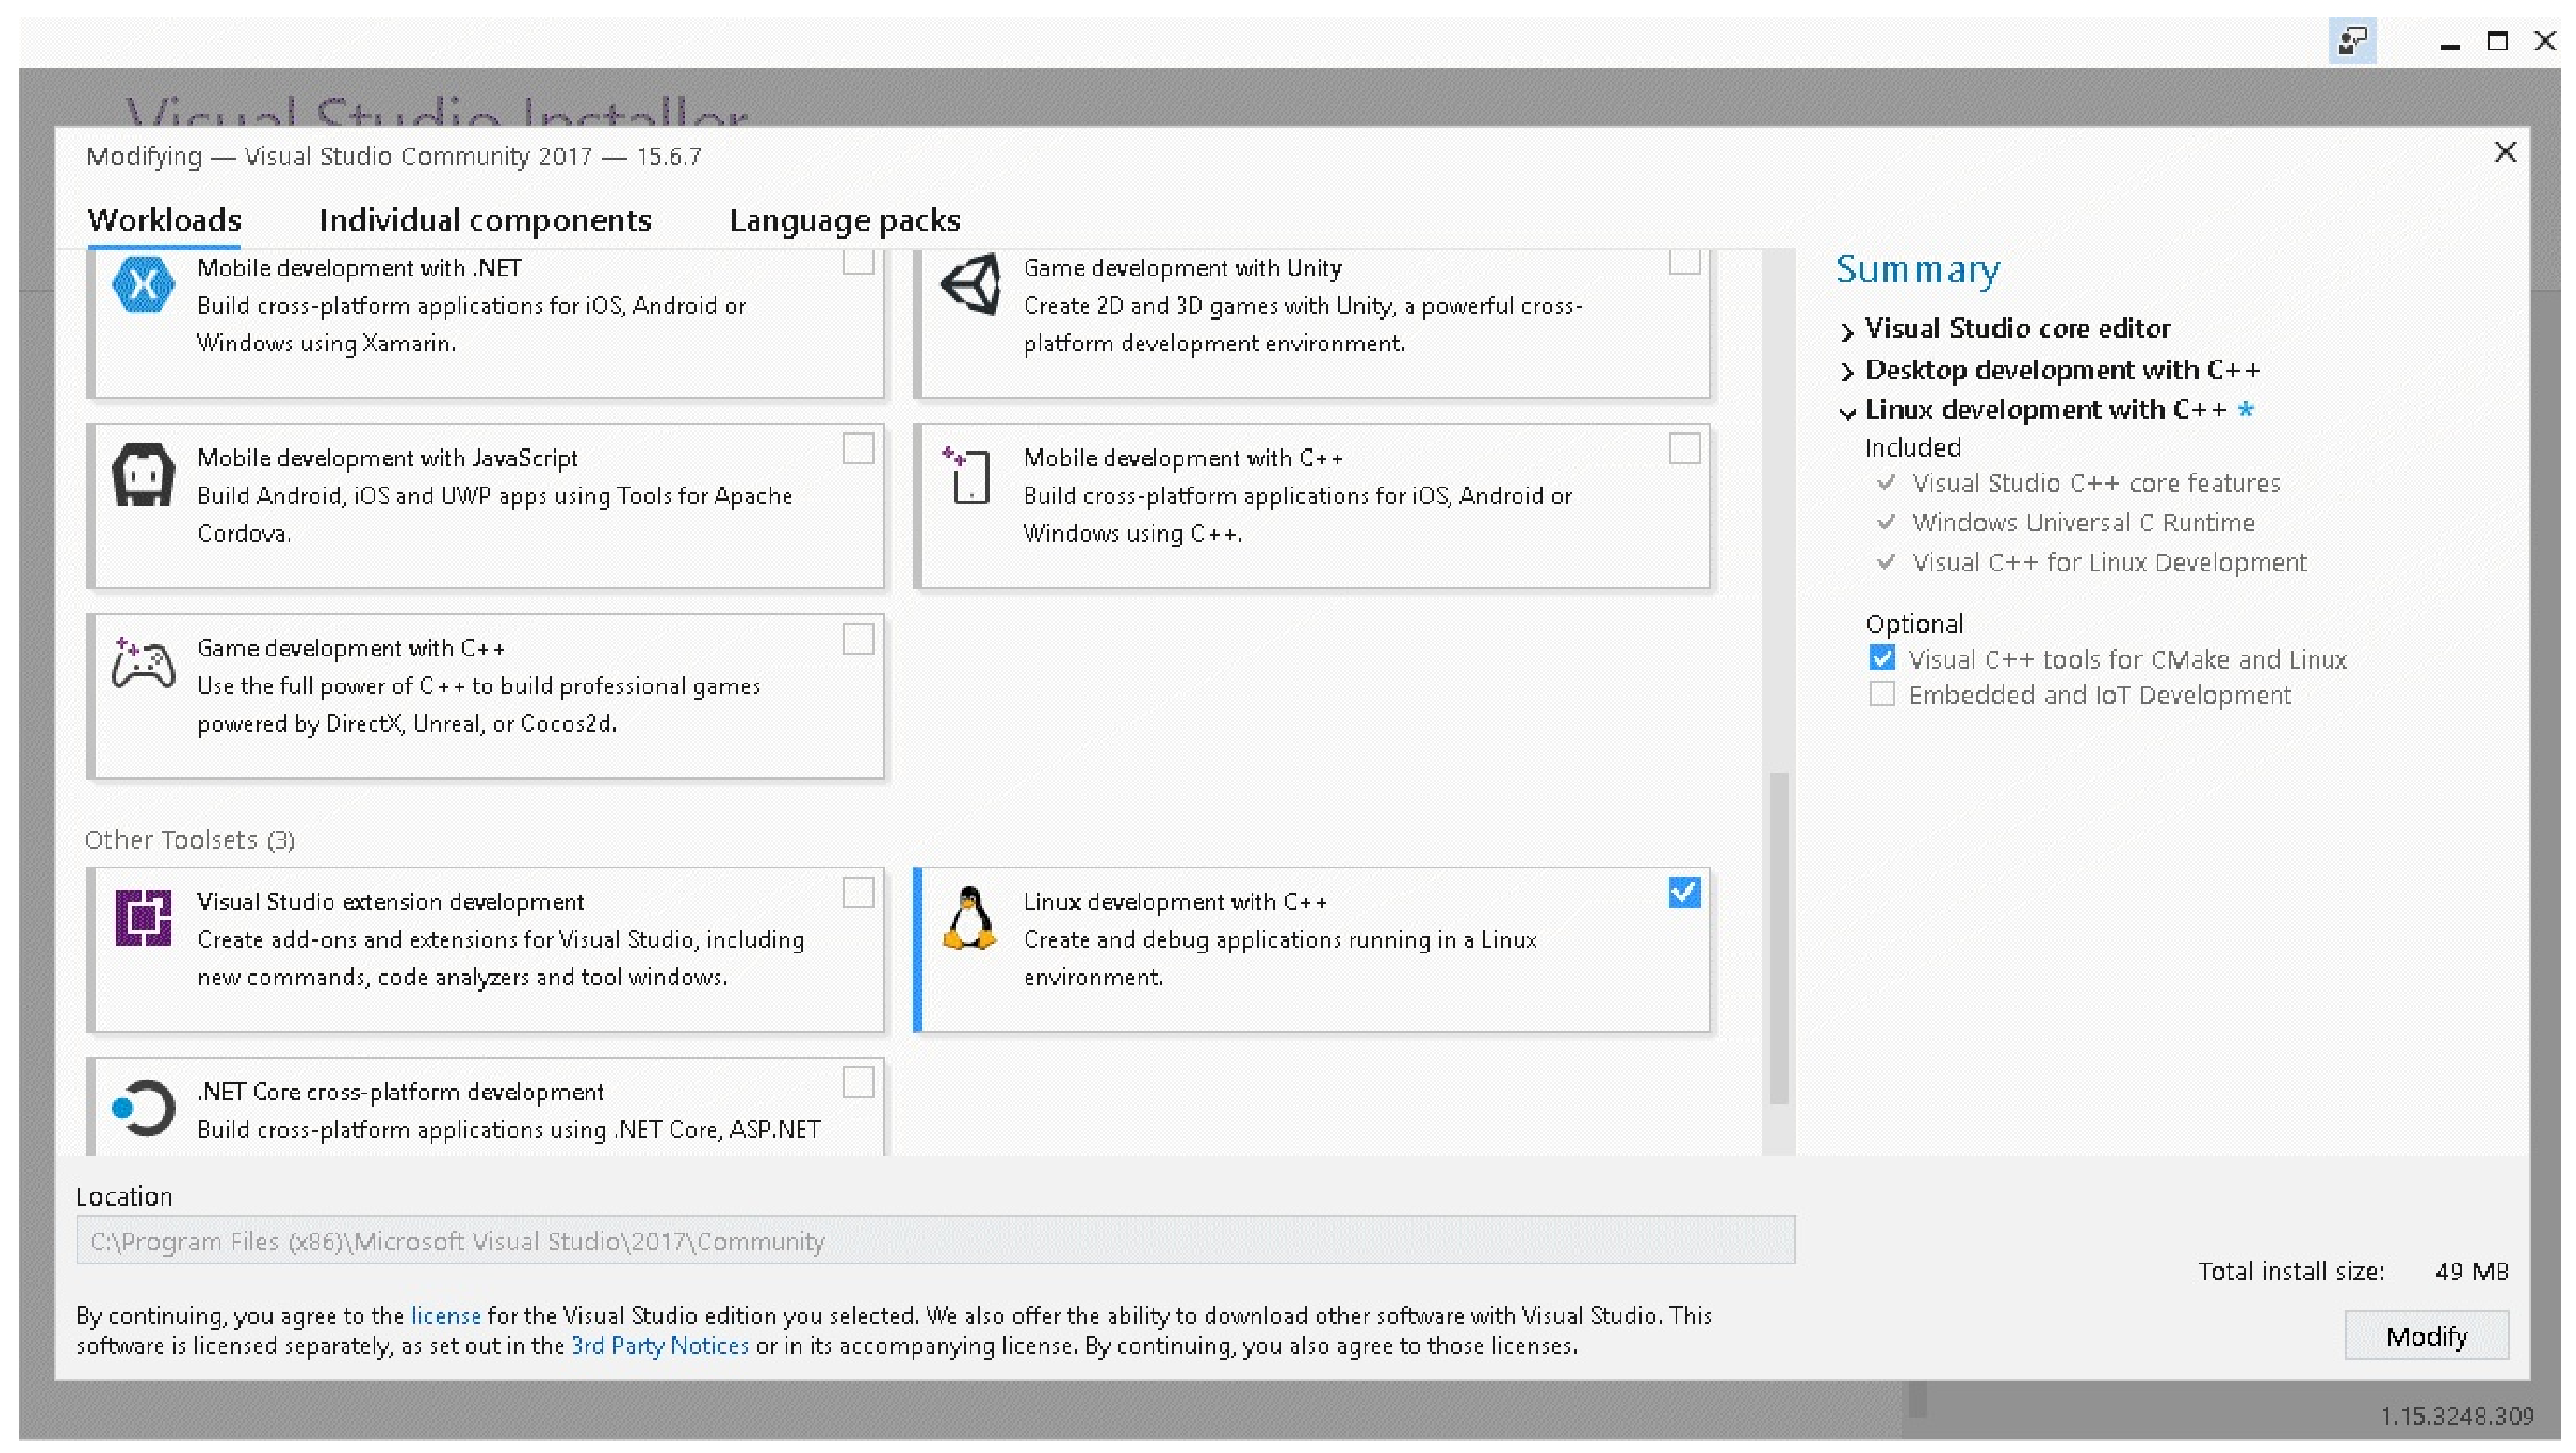 Visual Studio Installer
Modifying — Visual Studio Community 2017 — 15.6.7
Workloads
Individual components
Language packs
Mobile development with .NET
Build cross-platform applications for iOS, Android or
Windows using Xamarin.
Game development with Unity
Create 2D and 3D games with Unity, a powerful cross-
platform development environment.
Mobile development with JavaScript
Build Android, iOS and UWP apps using Tools for Apache
Cordova.
Mobile development with C++
Build cross-platform applications for iOS, Android or
Windows using C++.
Game development with C++
Use the full power of C++ to build professional games
powered by DirectX, Unreal, or Cocos2d.
Other Toolsets (3)
Visual Studio extension development
Create add-ons and extensions for Visual Studio, including
new commands, code analyzers and tool windows.
Linux development with C++
Create and debug applications running in a Linux
environment.
.NET Core cross-platform development
Build cross-platform applications using .NET Core, ASP.NET
Summary
Visual Studio core editor
Desktop development with C++
Linux development with C++ *
Included
Visual Studio C++ core features
Windows Universal C Runtime
Visual C++ for Linux Development
Optional
Visual C++ tools for CMake and Linux
Embedded and IoT Development
Location
C:\Program Files (x86)\Microsoft Visual Studio\2017\Community
Total install size: 49 MB
By continuing, you agree to the license for the Visual Studio edition you selected. We also offer the ability to download other software with Visual Studio. This
software is licensed separately, as set out in the 3rd Party Notices or in its accompanying license. By continuing, you also agree to those licenses.
Modify
1.15.3248.309